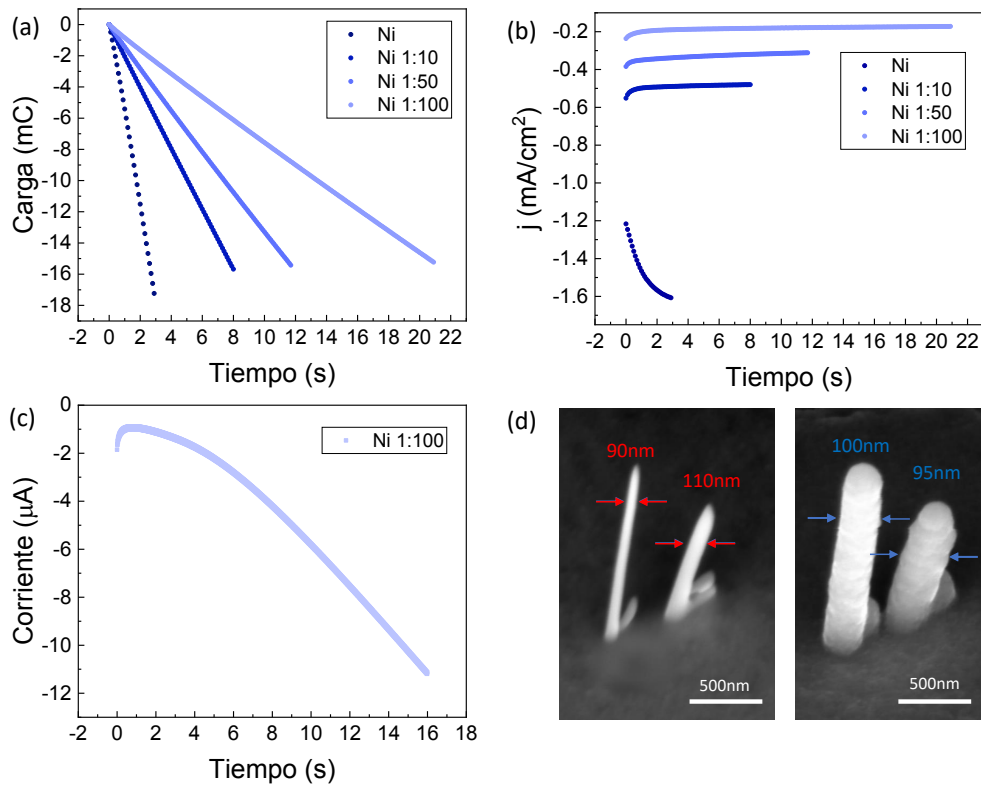 (a)
Carga (mC)
0
-2
-4
-6
-8
-10
-12
-14
-16
-18
Ni
Ni 1:10
Ni 1:50
Ni 1:100
-2 0 2 4 6 8 10 12 14 16 18 20 22
Tiempo (s)
(b)
j (mA/cm²)
-0.2
-0.4
-0.6
-0.8
-1.0
-1.2
-1.4
-1.6
Ni
Ni 1:10
Ni 1:50
Ni 1:100
-2 0 2 4 6 8 10 12 14 16 18 20 22
Tiempo (s)
(c)
Corriente (μA)
0
-2
-4
-6
-8
-10
-12
Ni 1:100
-2 0 2 4 6 8 10 12 14 16 18
Tiempo (s)
(d)
90nm
110nm
500nm
100nm
95nm
500nm